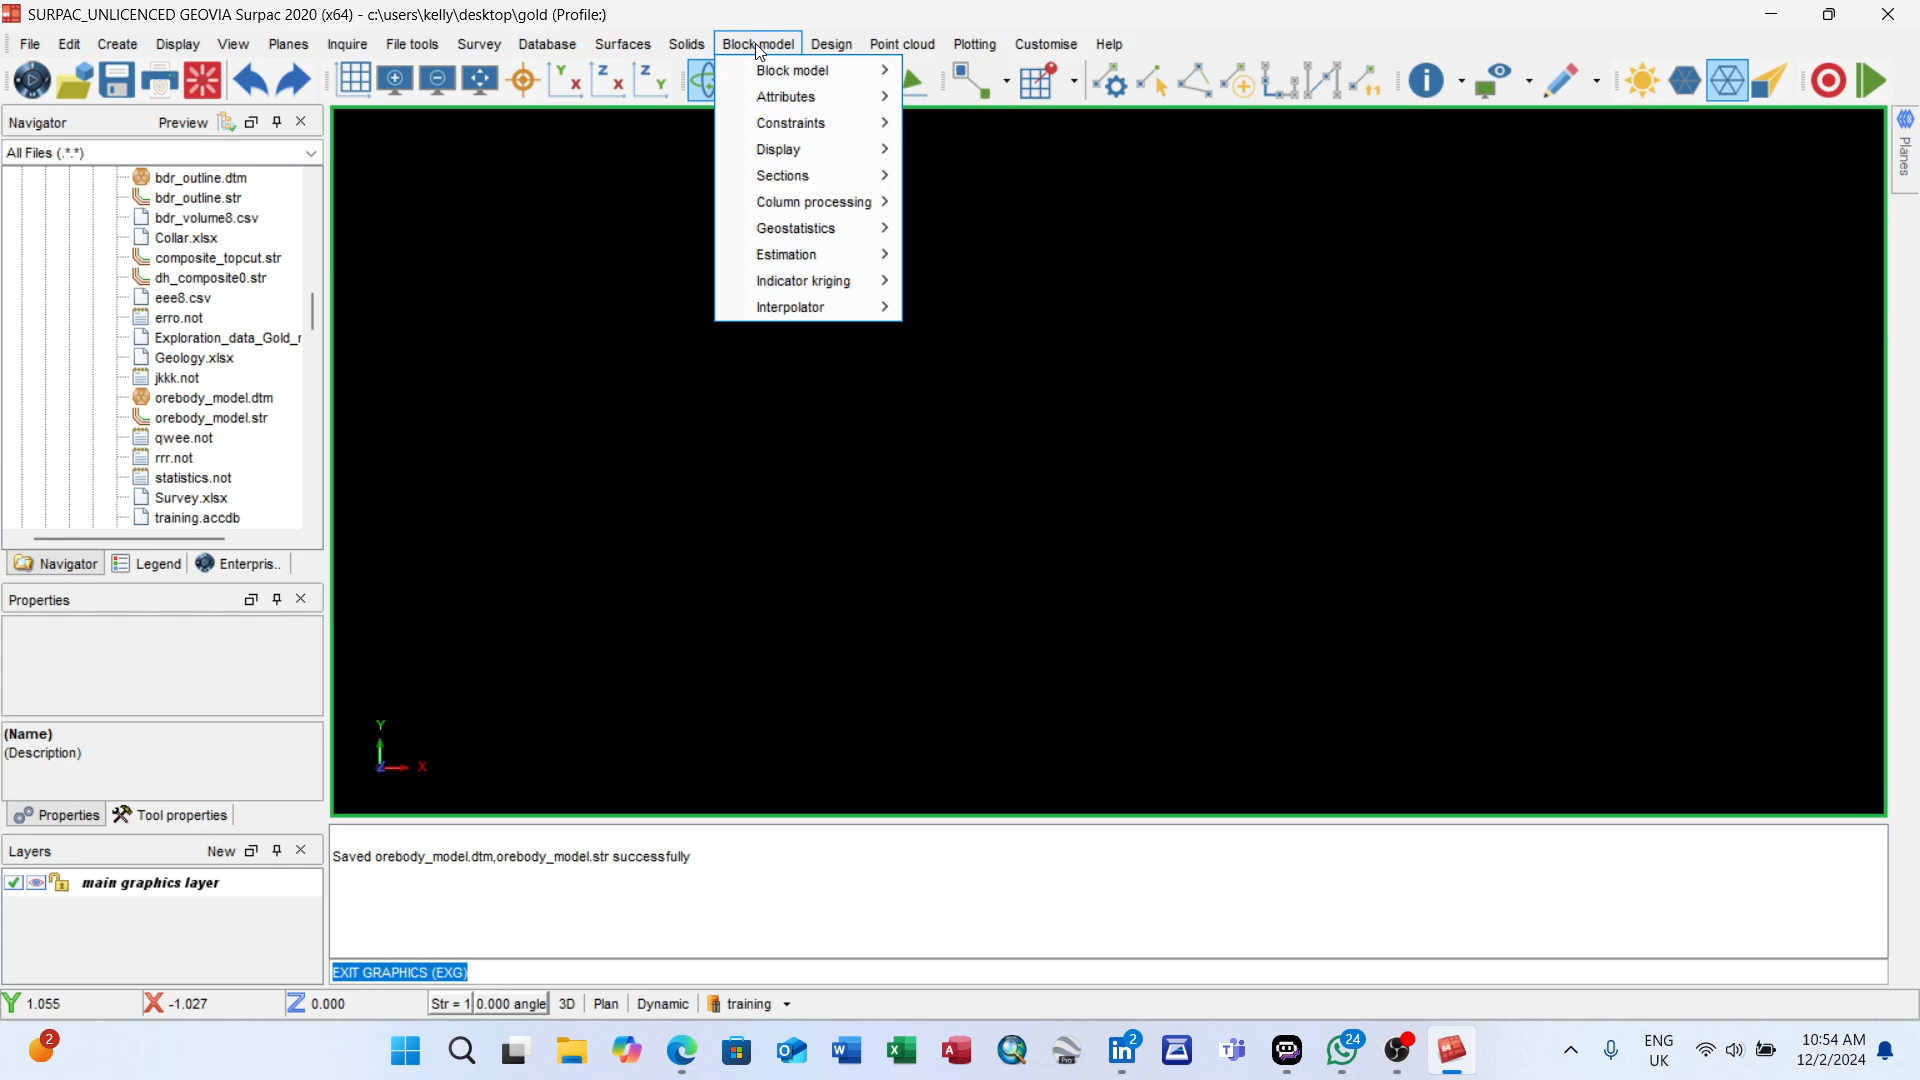 SURPAC_UNLICENCED GEOVIA Surpac 2020 (x64) - c:\users\kelly\desktop\gold (Profile:)
File Edit Create Display View Planes Inquire File tools Survey Database Surfaces Solids Block model Design Point cloud Plotting Customise Help
Block model
Attributes
Constraints
Display
Sections
Column processing
Geostatistics
Estimation
Indicator kriging
Interpolator
Navigator Preview
All Files (*.*)
bdr_outline.dtm
bdr_outline.str
bdr_volume8.csv
Collar.xlsx
composite_topcut.str
dh_composite0.str
eee8.csv
erro.not
Exploration_data_Gold_r
Geology.xlsx
jkkk.not
orebody_model.dtm
orebody_model.str
qwee.not
rrr.not
statistics.not
Survey.xlsx
training.accdb
Navigator Legend Enterpris..
Properties
(Name)
(Description)
Properties Tool properties
Layers New
main graphics layer
Planes
Y
Z X
Saved orebody_model.dtm,orebody_model.str successfully
EXIT GRAPHICS (EXG)
Y 1.055 X -1.027 Z 0.000 Str = 1 0.000 angle 3D Plan Dynamic training
2
2
24
ENG
UK
10:54 AM
12/2/2024